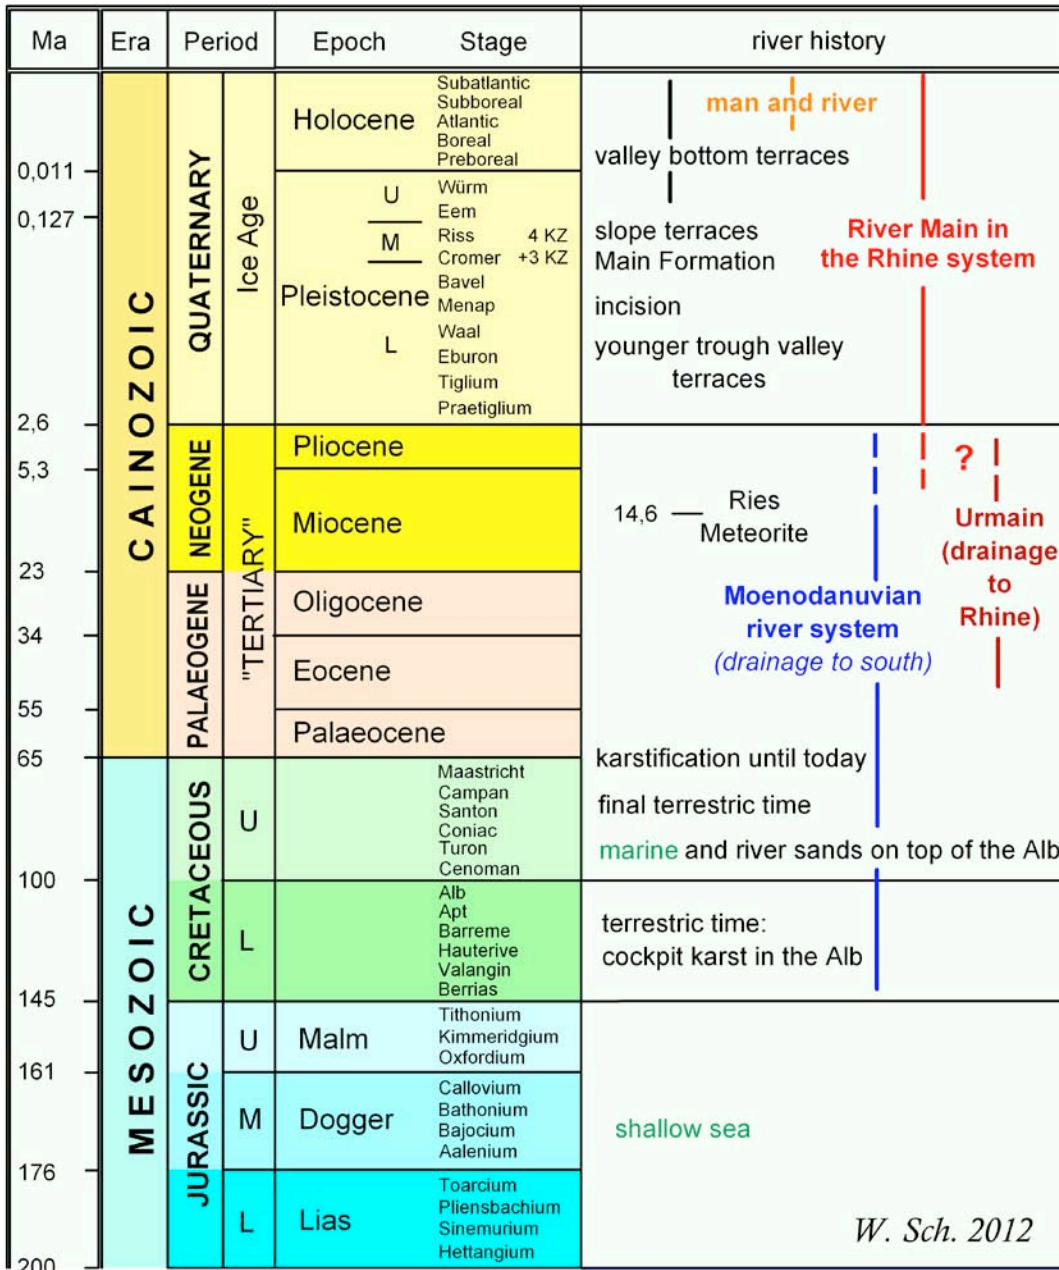 Ma Era Period Epoch Stage river history
CAINOZOIC
MESOZOIC
QUATERNARY
NEOGENE
PALAEOGENE
CRETACEOUS
JURASSIC
Ice Age
"TERTIARY"
0,011
0,127
2,6
5,3
23
34
55
65
100
145
161
176
200
Holocene
Subatlantic
Subboreal
Atlantic
Boreal
Preboreal
Pleistocene
U
M
L
Würm
Eem
Riss 4 KZ
Cromer +3 KZ
Bavel
Menap
Waal
Eburon
Tiglium
Praetiglium
Pliocene
Miocene
Oligocene
Eocene
Palaeocene
U
Maastricht
Campan
Santon
Coniac
Turon
Cenoman
L
Alb
Apt
Barreme
Hauterive
Valangin
Berrias
U
Malm
Tithonium
Kimmeridgium
Oxfordium
M
Dogger
Callovium
Bathonium
Bajocium
Aalenium
L
Lias
Toarcium
Pliensbachium
Sinemurium
Hettangium
man and river
valley bottom terraces
slope terraces
Main Formation
incision
younger trough valley
terraces
River Main in
the Rhine system
?
14,6 — Ries
Meteorite
Urmain
(drainage
to
Rhine)
Moenodanuvian
river system
(drainage to south)
karstification until today
final terrestric time
marine and river sands on top of the Alb
terrestric time:
cockpit karst in the Alb
shallow sea
W. Sch. 2012